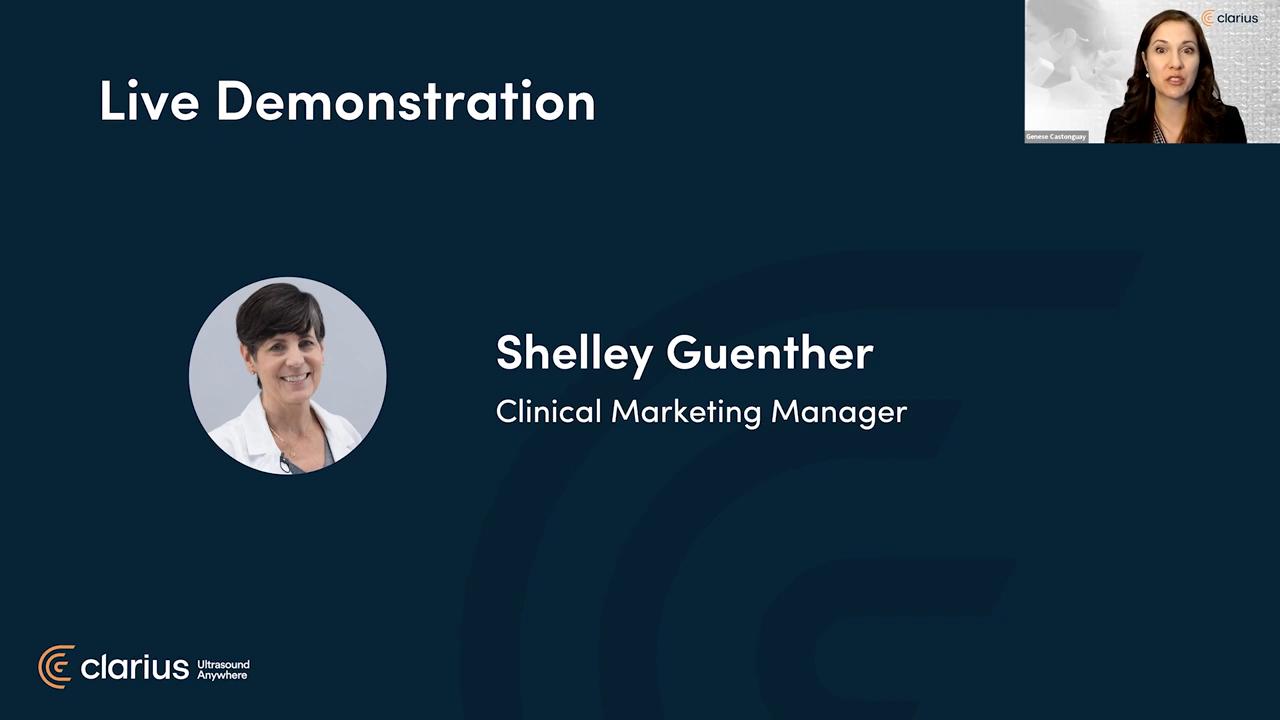 Live Demonstration
clarius
Genese Castonguay
Shelley Guenther
Clinical Marketing Manager
clarius
Ultrasound
Anywhere